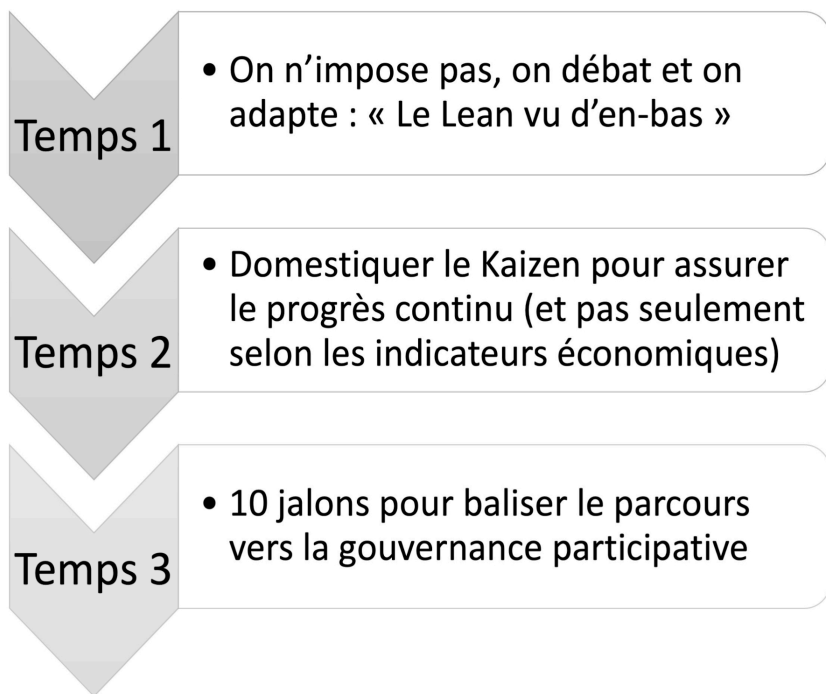 Temps 1
• On n’impose pas, on débat et on
adapte : « Le Lean vu d’en-bas »
Temps 2
• Domestiquer le Kaizen pour assurer
le progrès continu (et pas seulement
selon les indicateurs économiques)
Temps 3
• 10 jalons pour baliser le parcours
vers la gouvernance participative